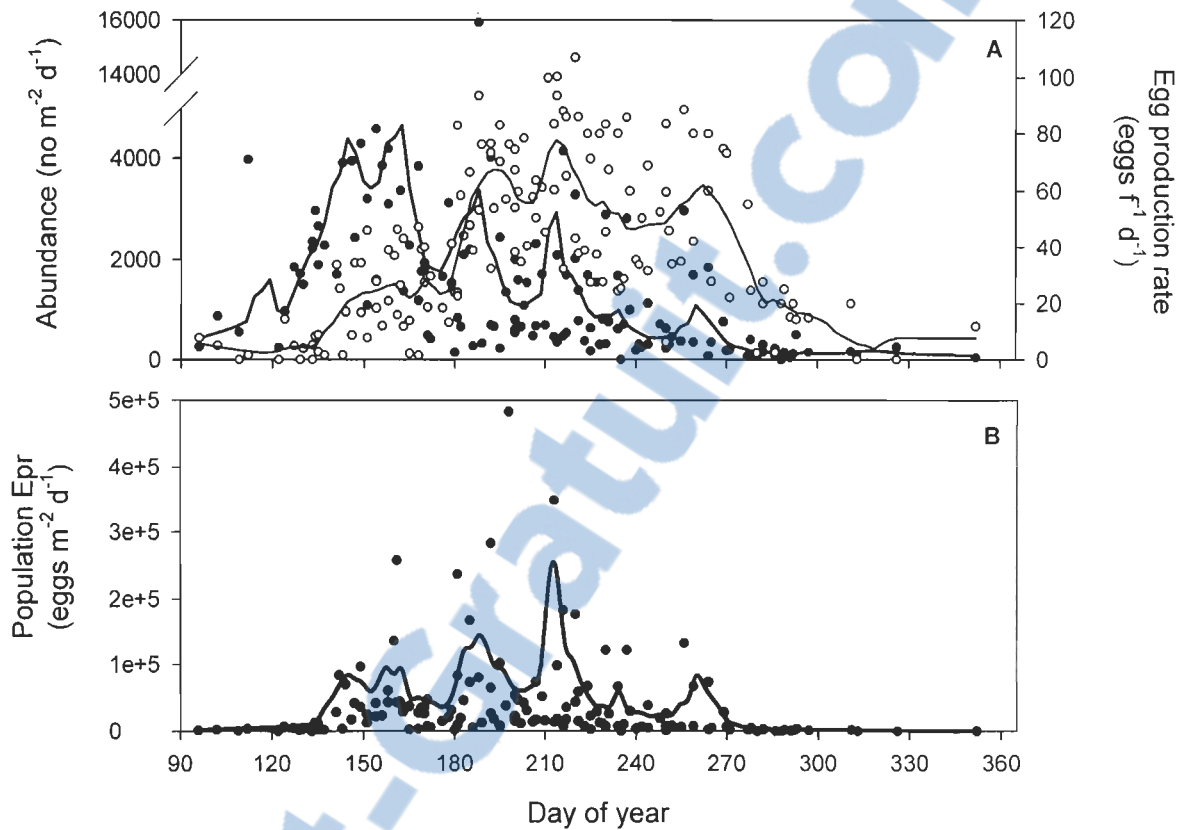 16000
14000
4000
2000
0
Abundance (no m⁻² d⁻¹)
A
120
100
80
60
40
20
0
Egg production rate
(eggs f⁻¹ d⁻¹)
5e+5
4e+5
3e+5
2e+5
1e+5
0
Population Epr
(eggs m⁻² d⁻¹)
B
90 120 150 180 210 240 270 300 330 360
Day of year
t-Gratuit.com